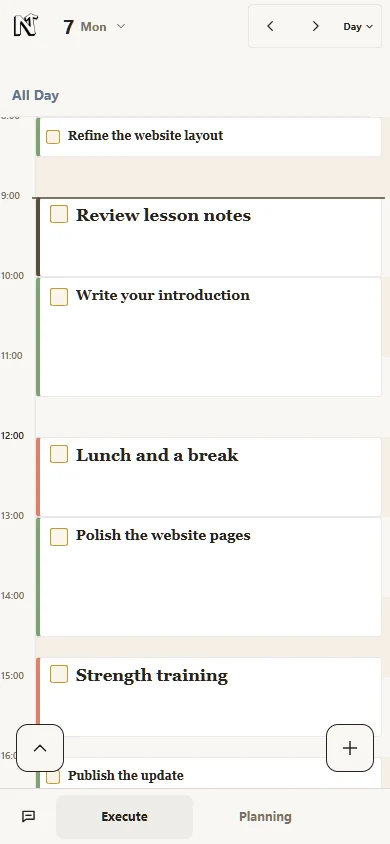 7 Mon
Day
All Day
8:00
Refine the website layout
9:00
Review lesson notes
10:00
Write your introduction
11:00
12:00
Lunch and a break
13:00
Polish the website pages
14:00
15:00
Strength training
16:0
Publish the update
Execute
Planning